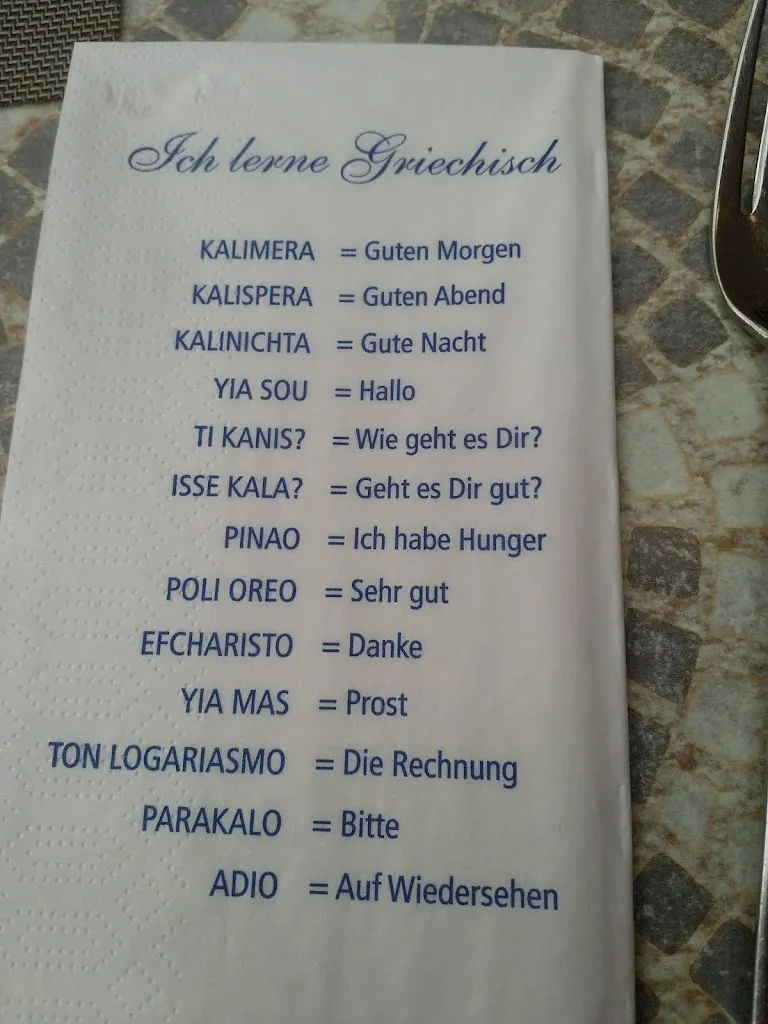 Ich lerne Griechisch
KALIMERA = Guten Morgen
KALISPERA = Guten Abend
KALINICHTA = Gute Nacht
YIA SOU = Hallo
TI KANIS? = Wie geht es Dir?
ISSE KALA? = Geht es Dir gut?
PINAO = Ich habe Hunger
POLI OREO = Sehr gut
EFCHARISTO = Danke
YIA MAS = Prost
TON LOGARIASMO = Die Rechnung
PARAKALO = Bitte
ADIO = Auf Wiedersehen